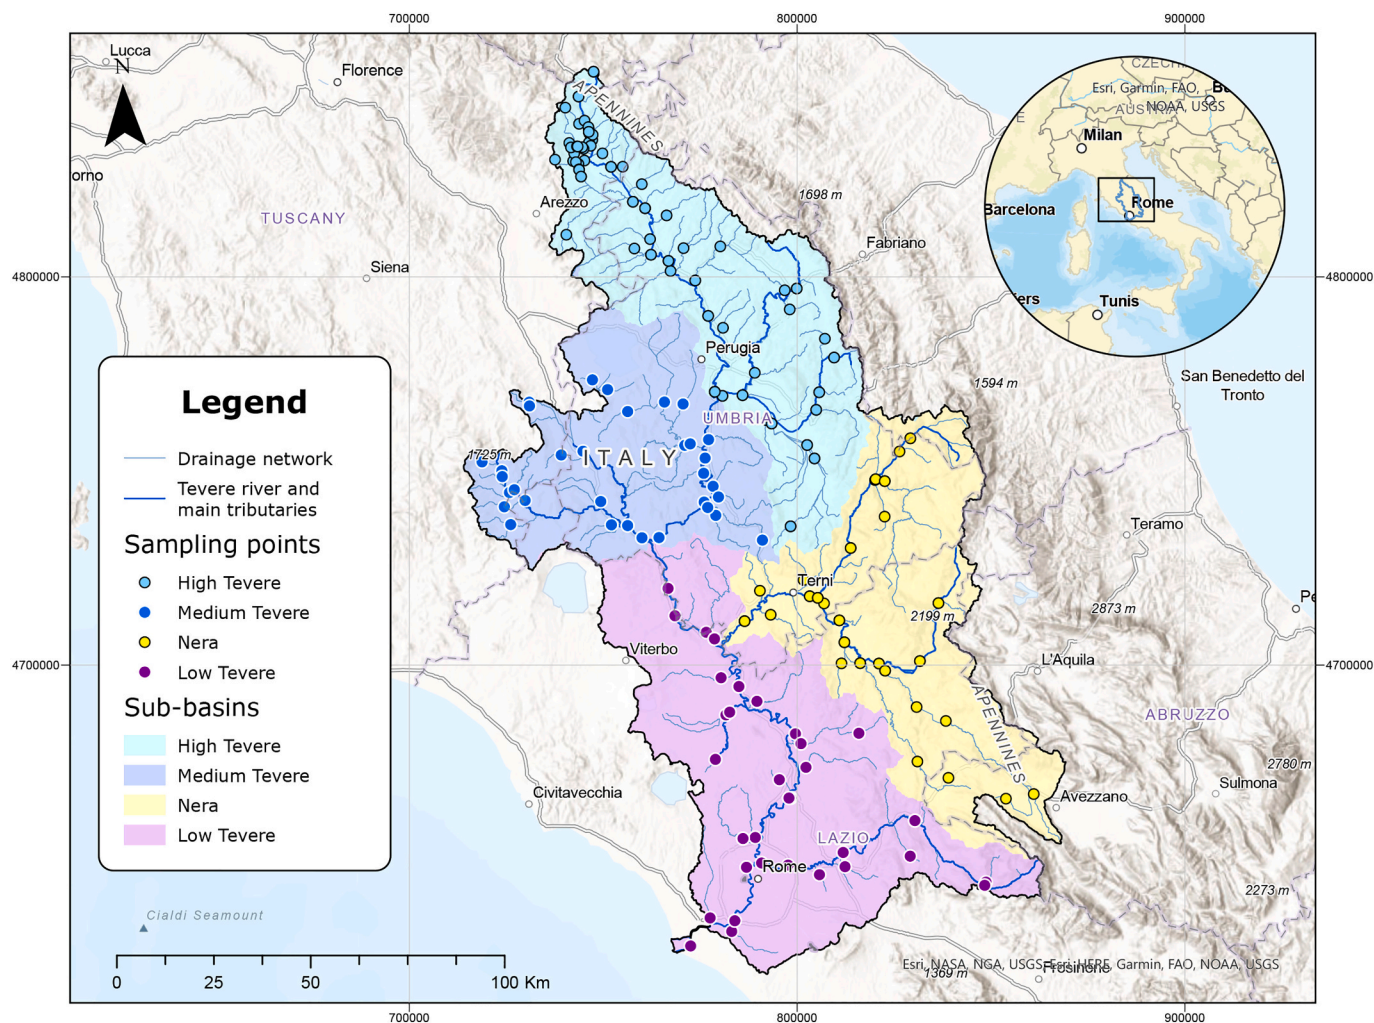 700000
800000
900000
Lucca
N
Florence
APENNINES
CZECH
Esri, Garmin, FAO,
NOAA, USGS
AUSTRIA
Milan
orno
Arezzo
TUSCANY
1698 m
Barcelona
Rome
Fabriano
Siena
4800000
4800000
iers
Tunis
Perugia
1594 m
San Benedetto del
Tronto
UMBRIA
ITALY
1725 m
Legend
Drainage network
Tevere river and
main tributaries
Sampling points
High Tevere
Medium Tevere
Nera
Low Tevere
Sub-basins
High Tevere
Medium Tevere
Nera
Low Tevere
Teramo
Terni
2199 m
2873 m
Pe
Viterbo
L'Aquila
4700000
4700000
APENNINES
ABRUZZO
2780 m
Sulmona
Civitavecchia
Avezzano
LAZIO
Rome
2273 m
Cialdi Seamount
Esri, NASA, NGA, USGS, Esri, HERE, Garmin, FAO, NOAA, USGS
1369 m
Frosinone
0
25
50
100 Km
700000
800000
900000